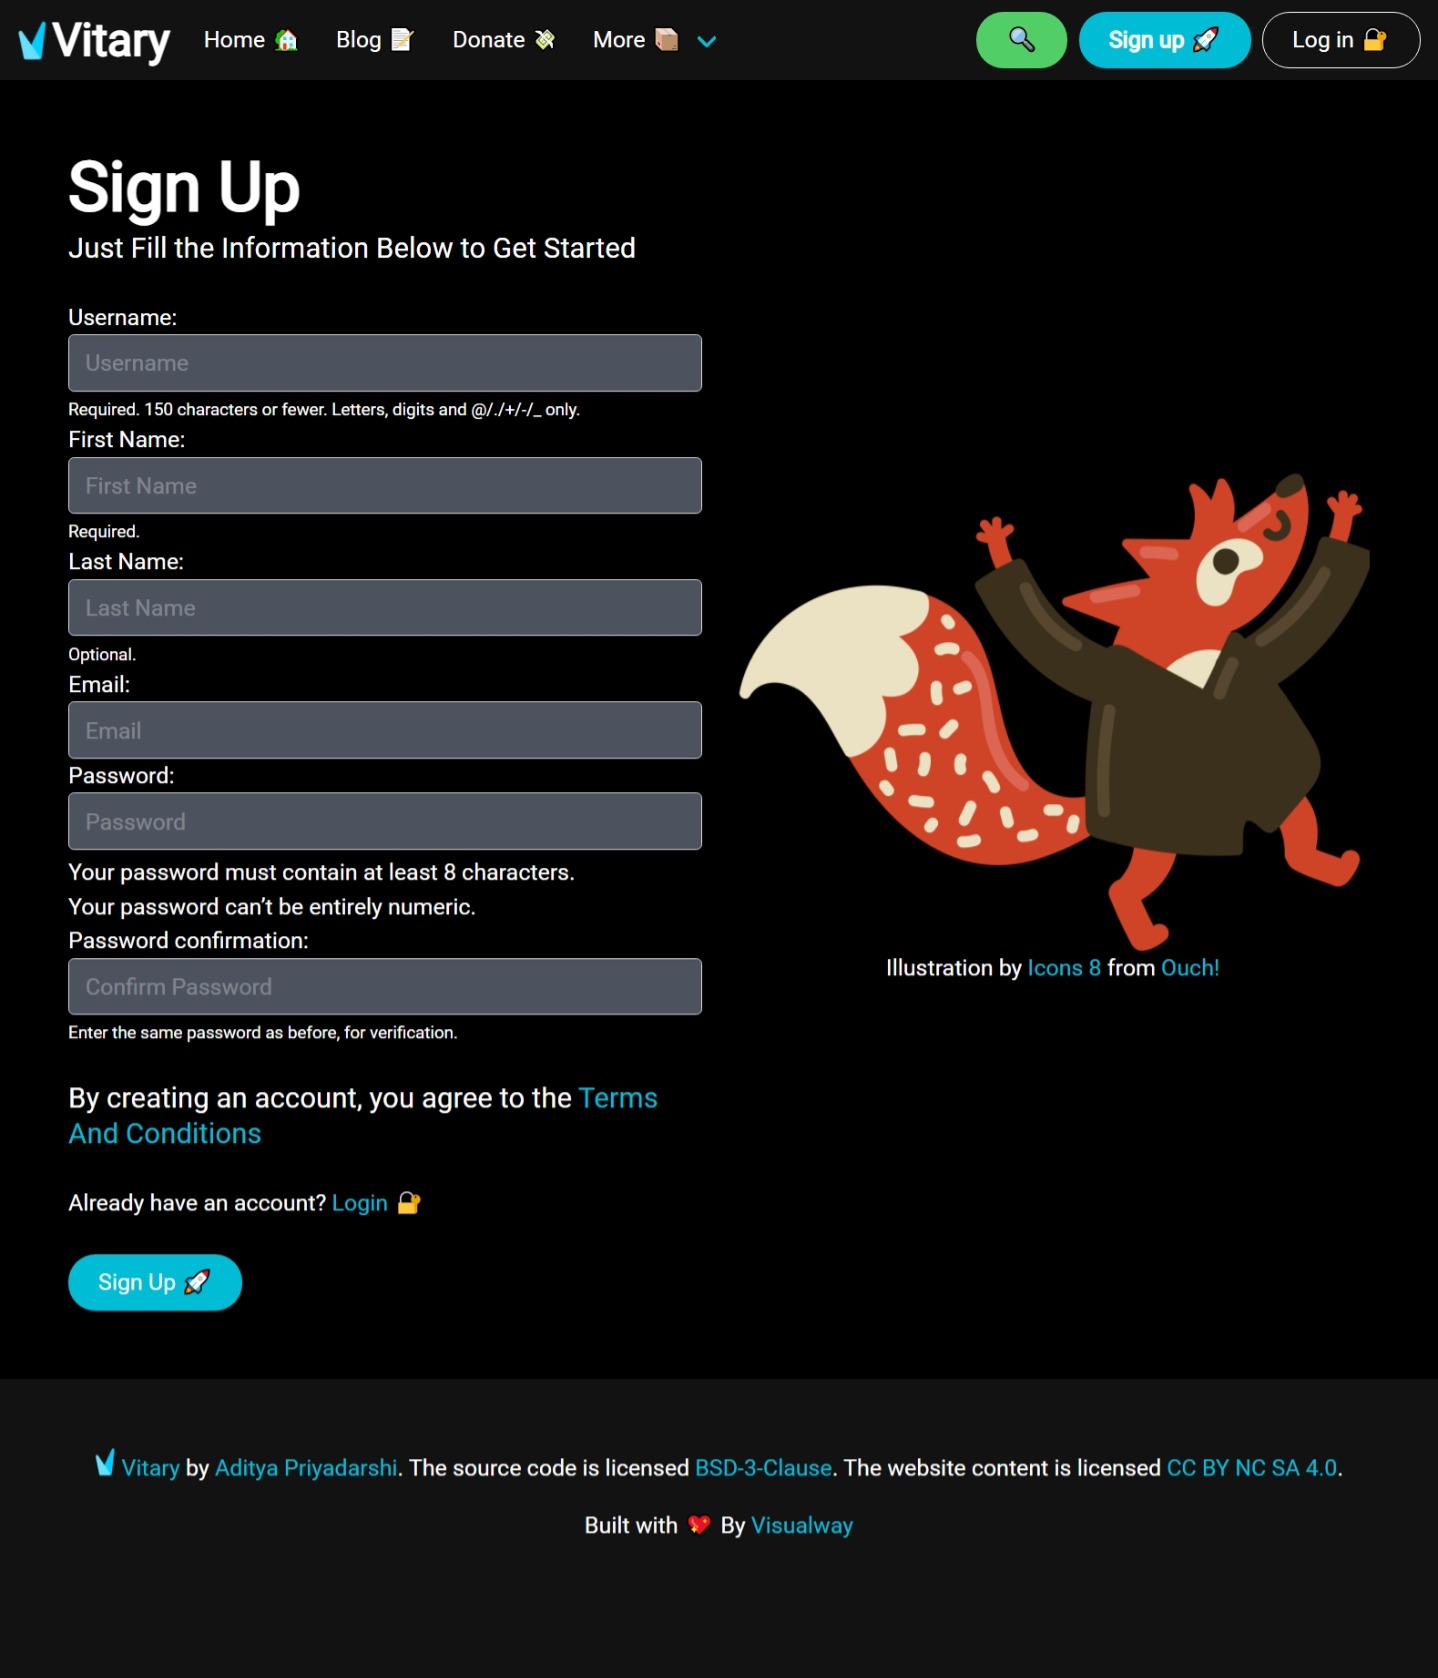 Vitary Home Blog Donate More Sign up Log in
Sign Up
Just Fill the Information Below to Get Started
Username:
Username
Required. 150 characters or fewer. Letters, digits and @/./+/-/_ only.
First Name:
First Name
Required.
Last Name:
Last Name
Optional.
Email:
Email
Password:
Password
Your password must contain at least 8 characters.
Your password can’t be entirely numeric.
Password confirmation:
Confirm Password
Enter the same password as before, for verification.
Illustration by Icons 8 from Ouch!
By creating an account, you agree to the Terms
And Conditions
Already have an account? Login
Sign Up
Vitary by Aditya Priyadarshi. The source code is licensed BSD-3-Clause. The website content is licensed CC BY NC SA 4.0.
Built with 💖 By Visualway